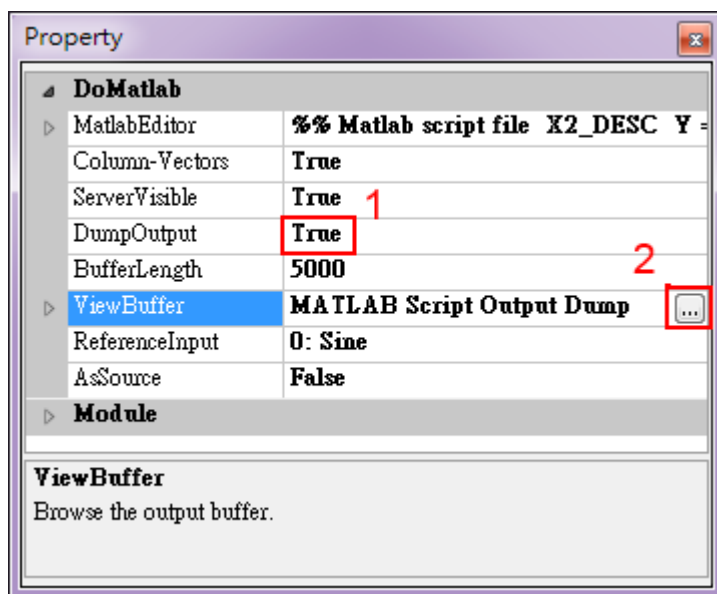 Property
DoMatlab
MatlabEditor %% Matlab script file X2_DESC Y =
Column-Vectors True
ServerVisible True 1
DumpOutput True
BufferLength 5000 2
ViewBuffer MATLAB Script Output Dump ...
ReferenceInput 0: Sine
AsSource False
Module
ViewBuffer
Browse the output buffer.